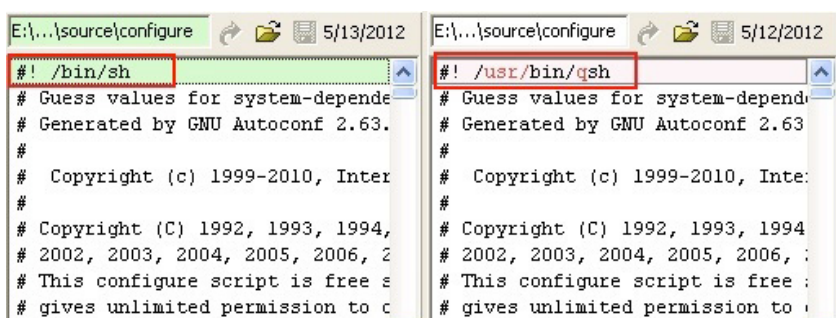 E:\...\source\configure 5/13/2012
#! /bin/sh
# Guess values for system-depende
# Generated by GNU Autoconf 2.63.
#
#  Copyright (c) 1999-2010, Inter
#
# Copyright (C) 1992, 1993, 1994,
# 2002, 2003, 2004, 2005, 2006, 2
# This configure script is free s
# gives unlimited permission to c
E:\...\source\configure 5/12/2012
#! /usr/bin/qsh
# Guess values for system-depend
# Generated by GNU Autoconf 2.63
#
#  Copyright (c) 1999-2010, Inte
#
# Copyright (C) 1992, 1993, 1994
# 2002, 2003, 2004, 2005, 2006,
# This configure script is free
# gives unlimited permission to